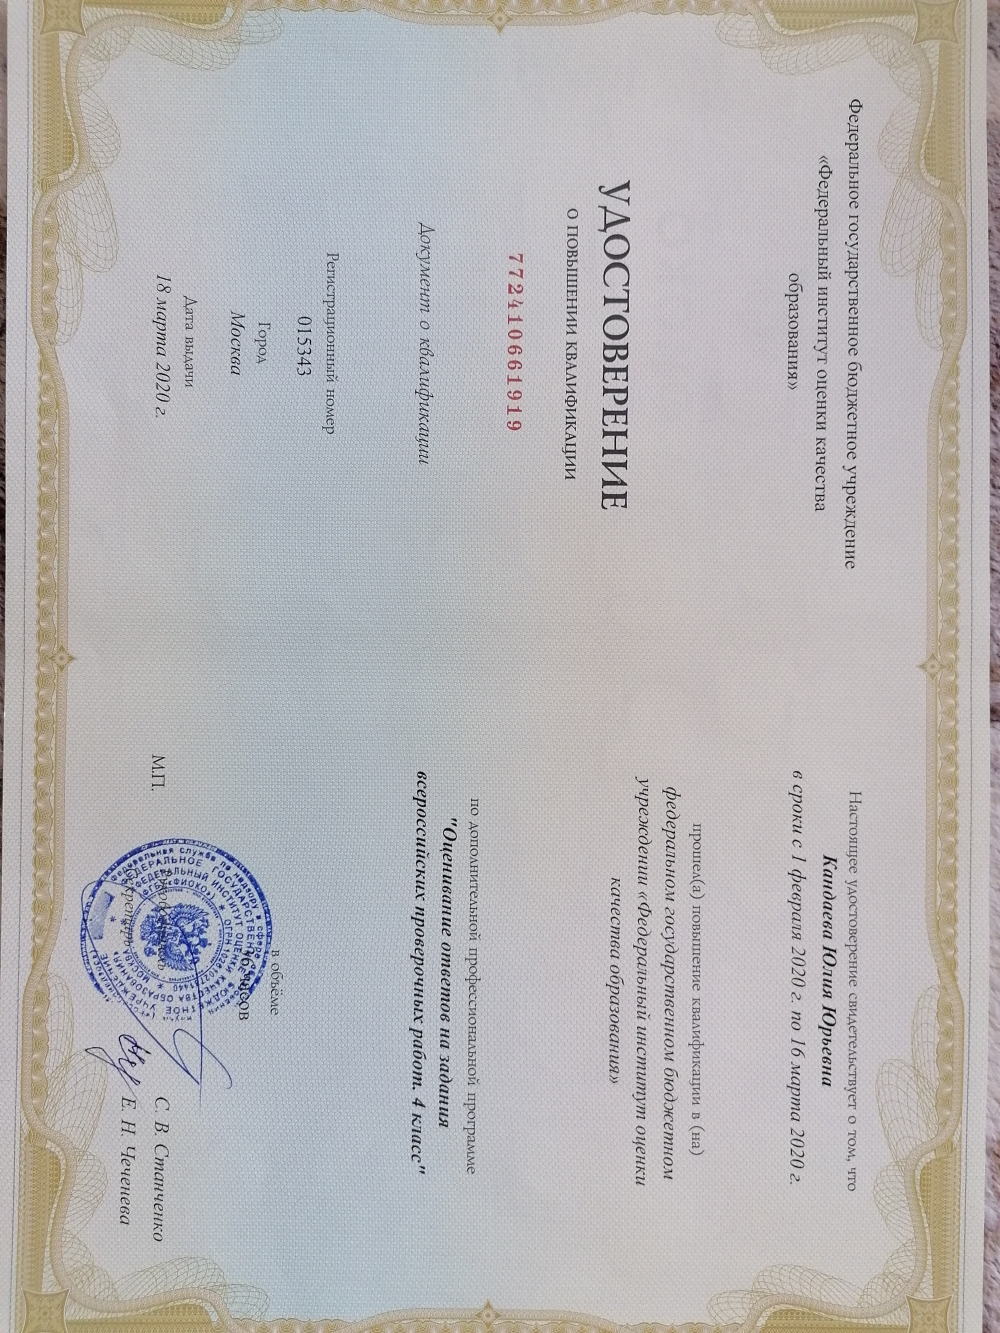 Федеральное государственное бюджетное учреждение
«Федеральный институт оценки качества
образования»
УДОСТОВЕРЕНИЕ
О ПОВЫШЕНИИ КВАЛИФИКАЦИИ
772410661919
Документ о квалификации
Регистрационный номер
015343
Город
Москва
Дата выдачи
18 марта 2020 г.
Настоящее удостоверение свидетельствует о том, что
Кандаева Юлия Юрьевна
в сроки с 1 февраля 2020 г. по 16 марта 2020 г.
прошел(а) повышение квалификации в (на)
федеральном государственном бюджетном
учреждении «Федеральный институт оценки
качества образования»
по дополнительной профессиональной программе
"Оценивание ответов на задания
всероссийских проверочных работ. 4 класс"
в объёме
часов
М.П.
Секретарь
С. В. Станченко
Е. Н. Чеченева